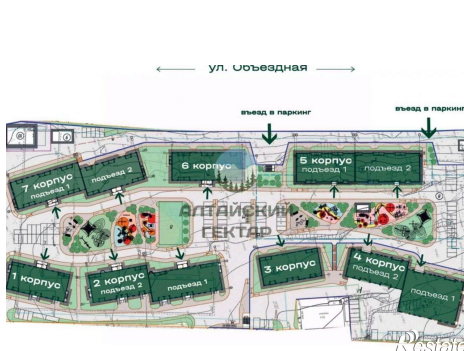 ул. Объездная
въезд в паркинг
въезд в паркинг
7 корпус
подъезд 1
подъезд 2
6 корпус
5 корпус
подъезд 1
подъезд 2
АЛТАЙСКИЙ
ГЕКТАР
1 корпус
2 корпус
подъезд 2
подъезд 1
3 корпус
4 корпус
подъезд 2
подъезд 1
Restate